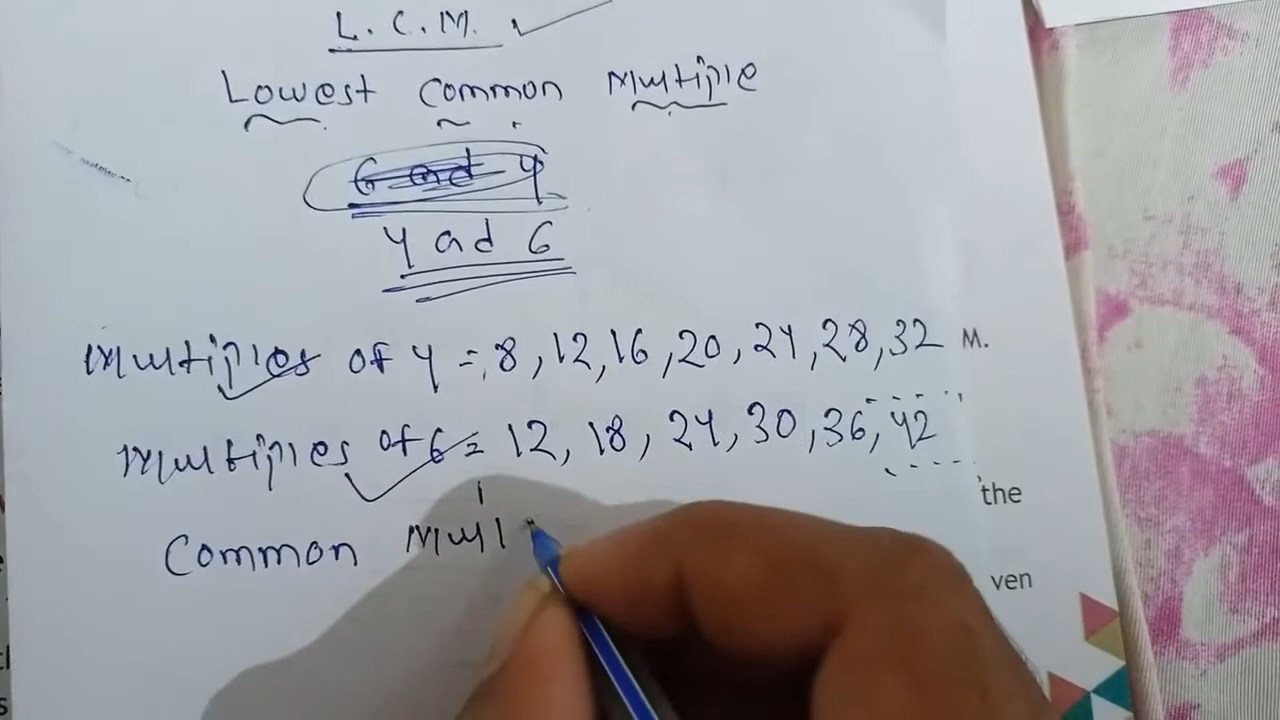 L. C. M.
Lowest Common Multiple
6 and 4
4 ad 6
Multiples of 4 = 8, 12, 16, 20, 24, 28, 32 M.
Multiples of 6 = 12, 18, 24, 30, 36, 42
the
Common Mul
ven